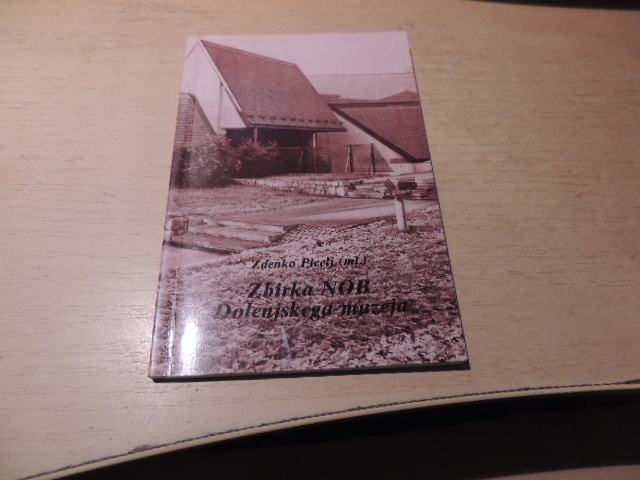 Zdenko Picelj (ml.)
Zbirka NOB
Dolenjskega muzeja